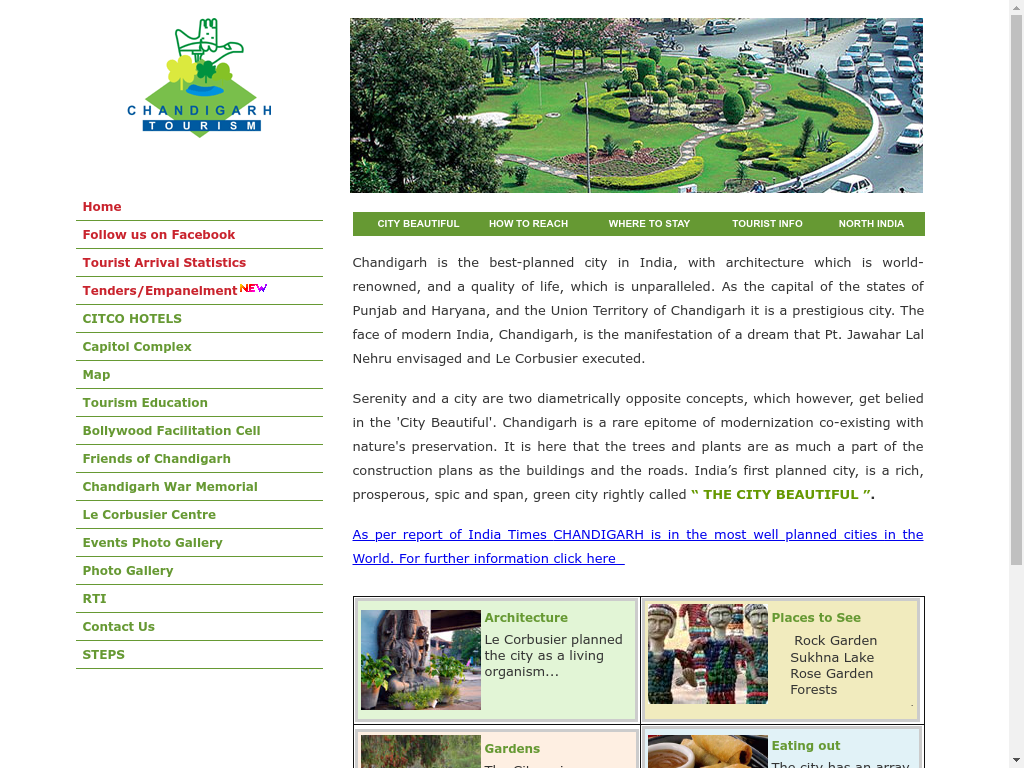 CHANDIGARH
TOURISM
Home
Follow us on Facebook
Tourist Arrival Statistics
Tenders/Empanelment NEW
CITCO HOTELS
Capitol Complex
Map
Tourism Education
Bollywood Facilitation Cell
Friends of Chandigarh
Chandigarh War Memorial
Le Corbusier Centre
Events Photo Gallery
Photo Gallery
RTI
Contact Us
STEPS
CITY BEAUTIFUL HOW TO REACH WHERE TO STAY TOURIST INFO NORTH INDIA
Chandigarh is the best-planned city in India, with architecture which is world-
renowned, and a quality of life, which is unparalleled. As the capital of the states of
Punjab and Haryana, and the Union Territory of Chandigarh it is a prestigious city. The
face of modern India, Chandigarh, is the manifestation of a dream that Pt. Jawahar Lal
Nehru envisaged and Le Corbusier executed.
Serenity and a city are two diametrically opposite concepts, which however, get belied
in the 'City Beautiful'. Chandigarh is a rare epitome of modernization co-existing with
nature's preservation. It is here that the trees and plants are as much a part of the
construction plans as the buildings and the roads. India’s first planned city, is a rich,
prosperous, spic and span, green city rightly called “ THE CITY BEAUTIFUL ”.
As per report of India Times CHANDIGARH is in the most well planned cities in the
World. For further information click here
Architecture
Le Corbusier planned
the city as a living
organism...
Places to See
Rock Garden
Sukhna Lake
Rose Garden
Forests
.
Gardens
Eating out
The city has an array